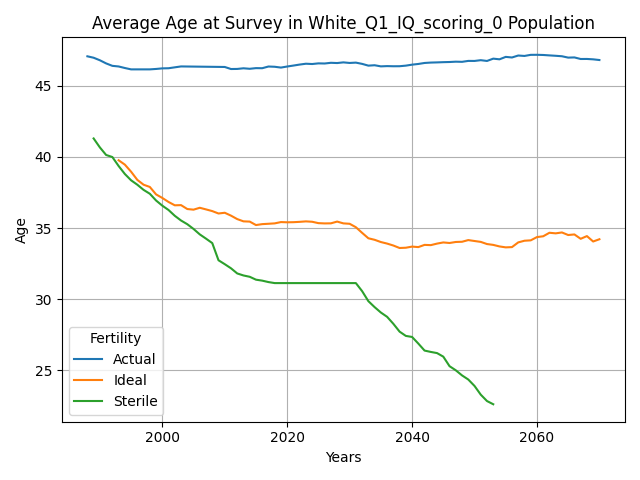 Average Age at Survey in White_Q1_IQ_scoring_0 Population
Age
45
40
35
30
25
Fertility
Actual
Ideal
Sterile
2000
2020
2040
2060
Years